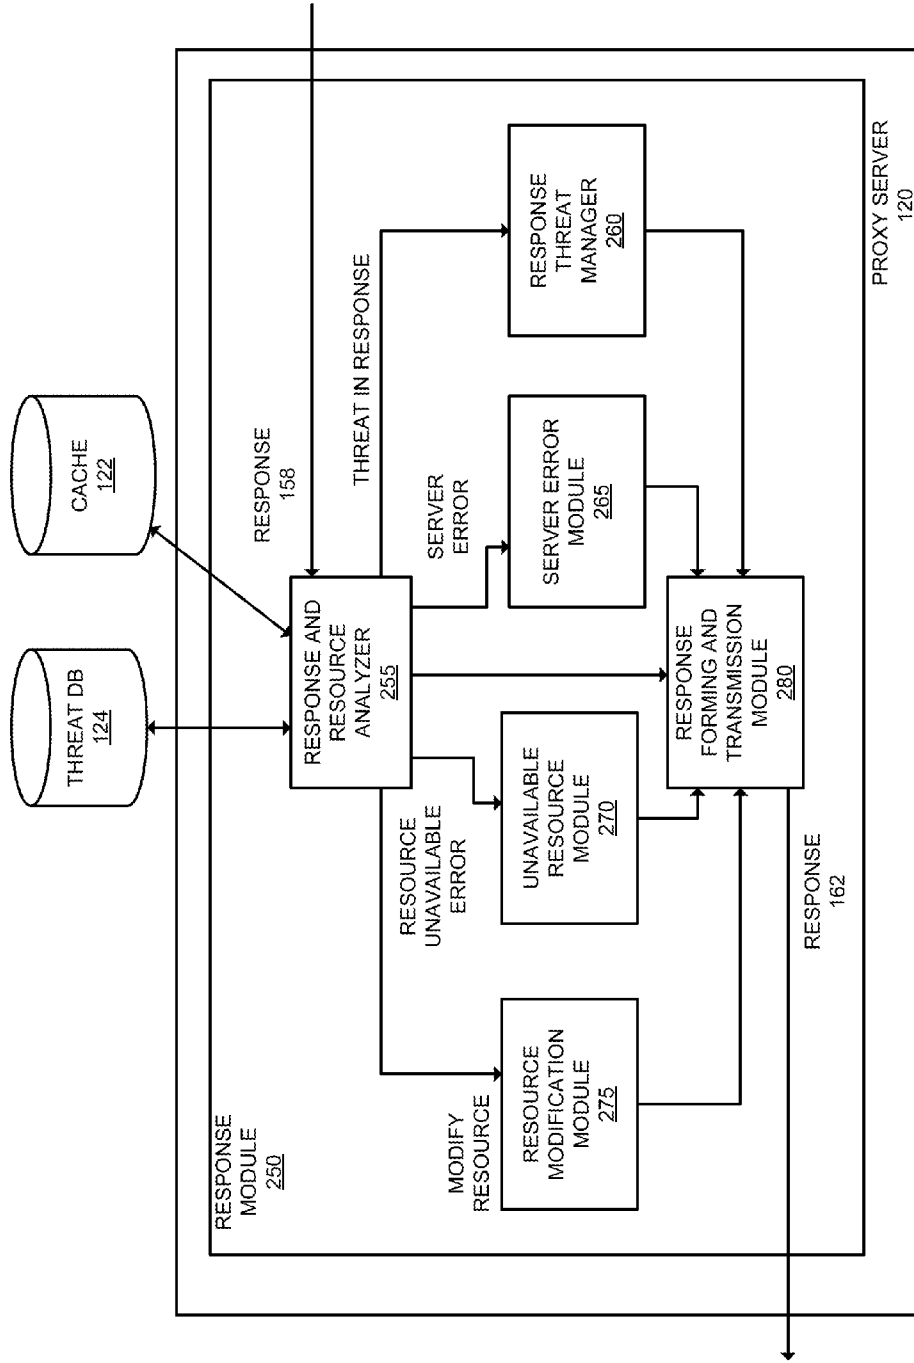 THREAT DB
124
CACHE
122
RESPONSE
MODULE
250
RESPONSE
158
RESPONSE AND
RESOURCE
ANALYZER
255
MODIFY
RESOURCE
RESOURCE
UNAVAILABLE
ERROR
SERVER
ERROR
THREAT IN RESPONSE
RESOURCE
MODIFICATION
MODULE
275
UNAVAILABLE
RESOURCE
MODULE
270
SERVER ERROR
MODULE
265
RESPONSE
THREAT
MANAGER
260
RESPONSE
FORMING AND
TRANSMISSION
MODULE
280
RESPONSE
162
PROXY SERVER
120